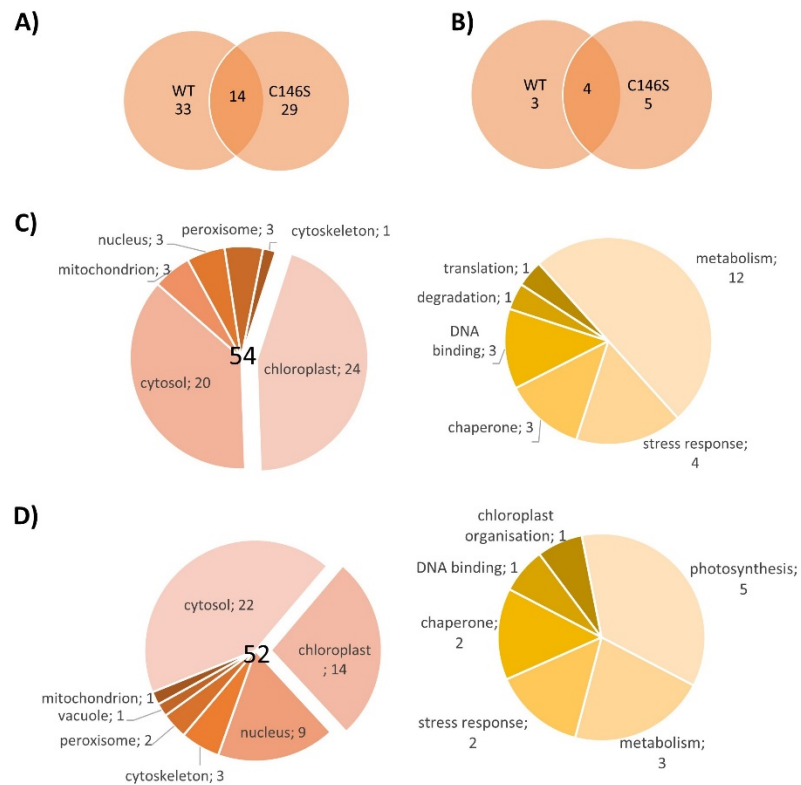 A)
WT
33
14
C146S
29
B)
WT
3
4
C146S
5
C)
nucleus; 3
peroxisome; 3
cytoskeleton; 1
mitochondrion; 3
54
cytosol; 20
chloroplast; 24
translation; 1
degradation; 1
DNA
binding; 3
chaperone; 3
metabolism;
12
stress response;
4
D)
cytosol; 22
52
chloroplast
; 14
mitochondrion; 1
vacuole; 1
peroxisome; 2
cytoskeleton; 3
nucleus; 9
chloroplast
organisation; 1
DNA binding; 1
chaperone;
2
stress response;
2
photosynthesis;
5
metabolism;
3